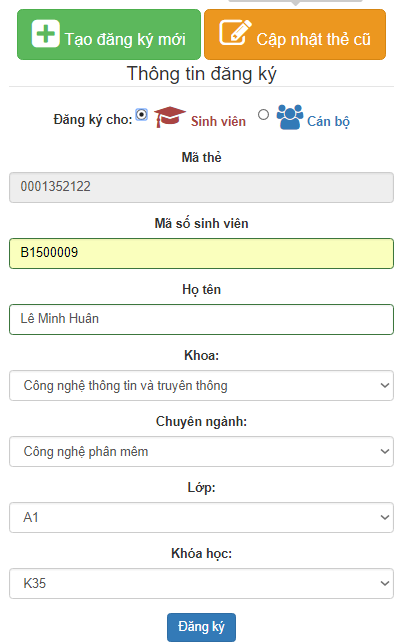 Tạo đăng ký mới Cập nhật thẻ cũ
Thông tin đăng ký
Đăng ký cho: Sinh viên Cán bộ
Mã thẻ
0001352122
Mã số sinh viên
B1500009
Họ tên
Lê Minh Huân
Khoa:
Công nghệ thông tin và truyên thông
Chuyên ngành:
Công nghệ phân mêm
Lớp:
A1
Khóa học:
K35
Đăng ký